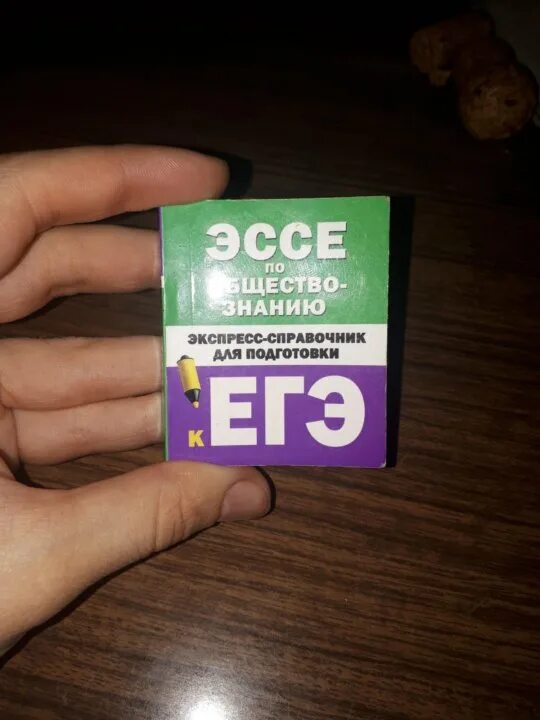 ЭССЕ
ПО
ОБЩЕСТВО-
ЗНАНИЮ
ЭКСПРЕСС-СПРАВОЧНИК
ДЛЯ ПОДГОТОВКИ
К ЕГЭ